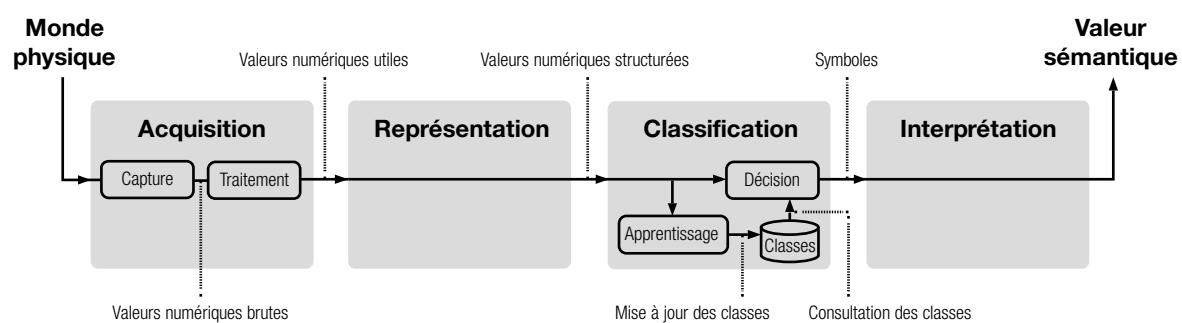 Monde
physique
Valeur
sémantique
Valeurs numériques utiles
Valeurs numériques structurées
Symboles
Acquisition
Représentation
Classification
Interprétation
Capture
Traitement
Décision
Apprentissage
Classes
Valeurs numériques brutes
Mise à jour des classes
Consultation des classes